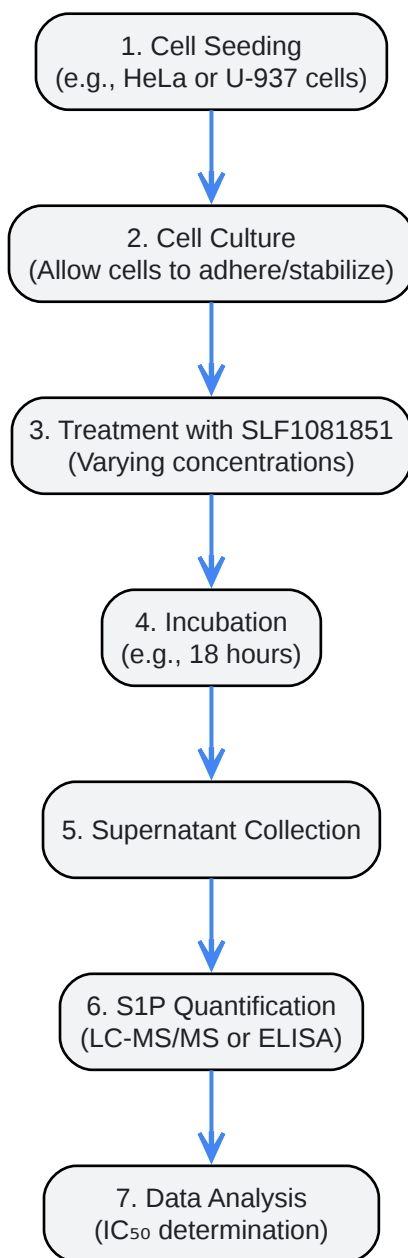 1. Cell Seeding
(e.g., HeLa or U-937 cells)
2. Cell Culture
(Allow cells to adhere/stabilize)
3. Treatment with SLF1081851
(Varying concentrations)
4. Incubation
(e.g., 18 hours)
5. Supernatant Collection
6. S1P Quantification
(LC-MS/MS or ELISA)
7. Data Analysis
(IC₅₀ determination)